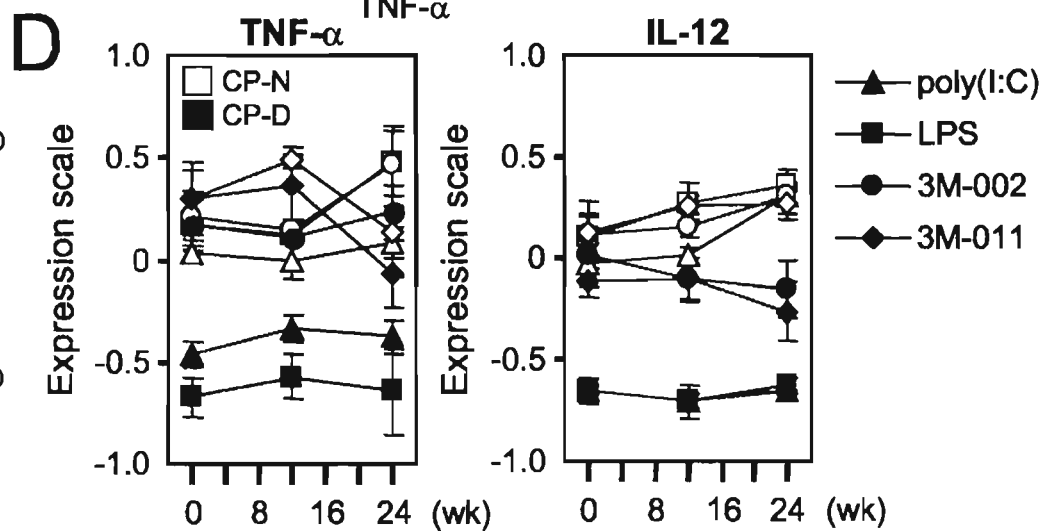 D
TNF-α
TNF-α
IL-12
1.0
0.5
0
-0.5
-1.0
Expression scale
CP-N
CP-D
0 8 16 24 (wk)
1.0
0.5
0
-0.5
-1.0
Expression scale
0 8 16 24 (wk)
poly(I:C)
LPS
3M-002
3M-011